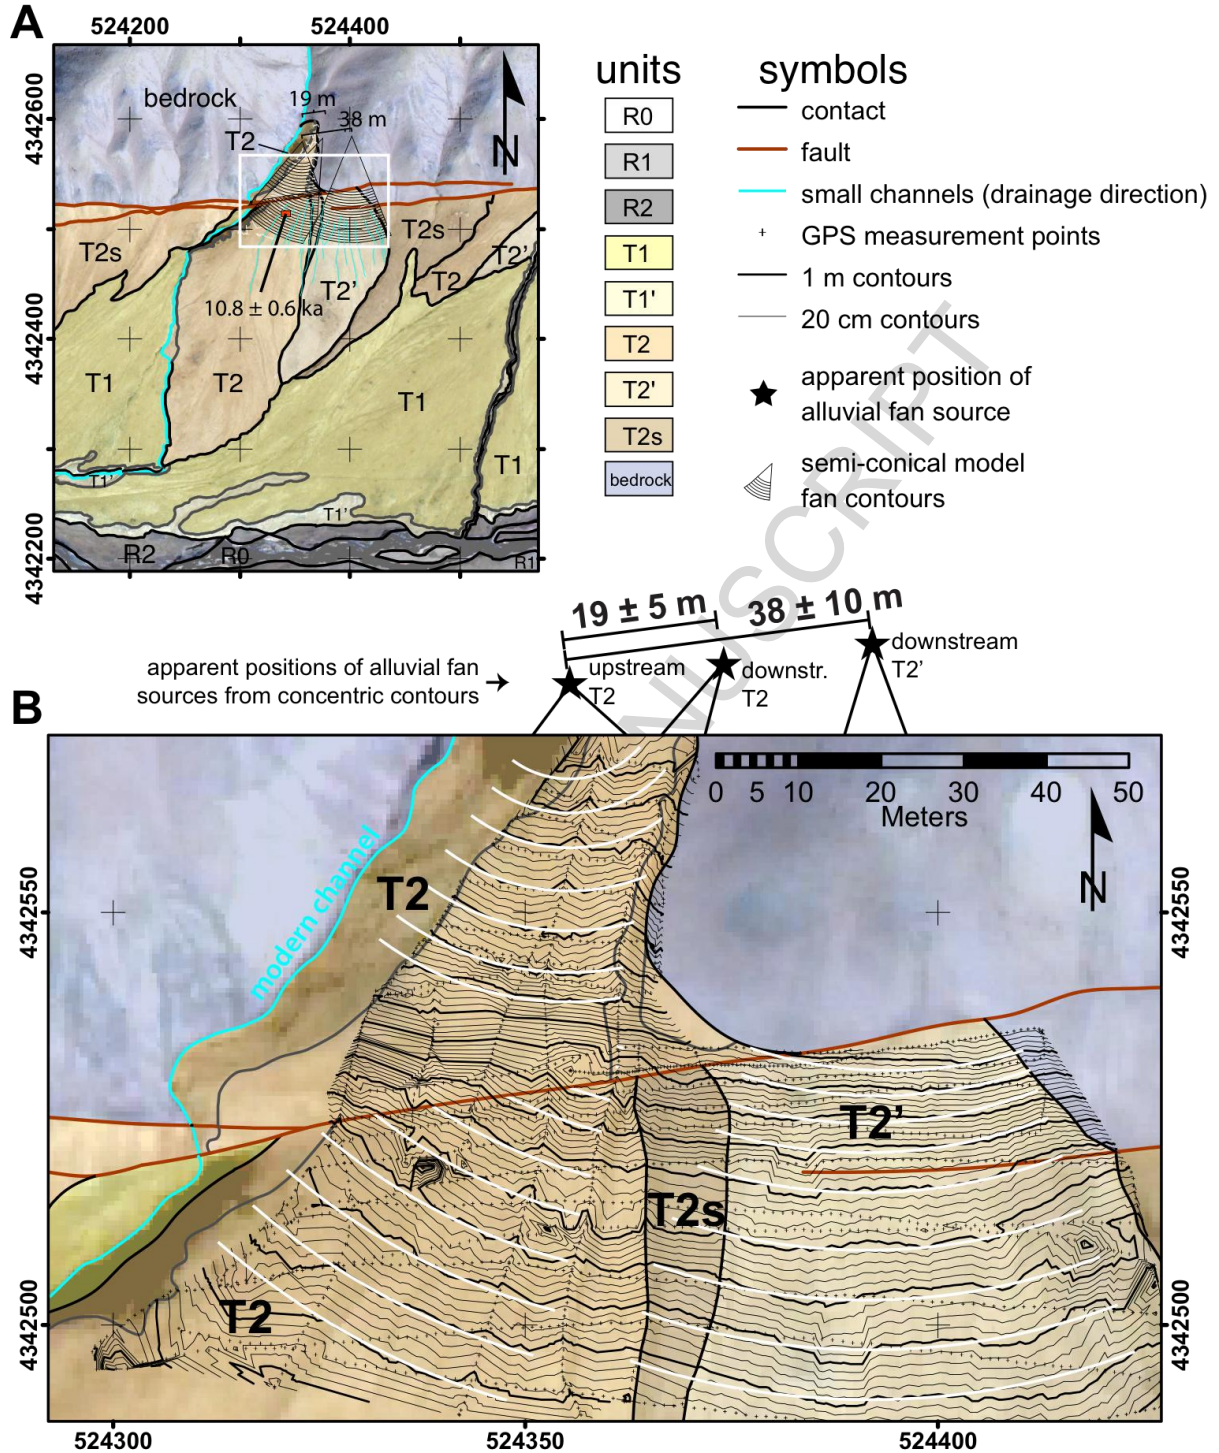 A
524200
524400
4342600
4342400
4342200
bedrock
19 m
38 m
T2
N
T2s
T2s
T2'
T2
T2'
10.8 ± 0.6 ka
T1
T2
T1
T1
T1'
T1'
R2
R0
R1
units
R0
R1
R2
T1
T1'
T2
T2'
T2s
bedrock
symbols
contact
fault
small channels (drainage direction)
GPS measurement points
1 m contours
20 cm contours
apparent position of
alluvial fan source
semi-conical model
fan contours
NUSCRIPT
19 ± 5 m
38 ± 10 m
apparent positions of alluvial fan
sources from concentric contours
upstream
T2
downstr.
T2
downstream
T2'
B
0 5 10 20 30 40 50
Meters
N
modern channel
T2
T2'
T2s
T2
4342550
4342500
4342550
4342500
524300
524350
524400